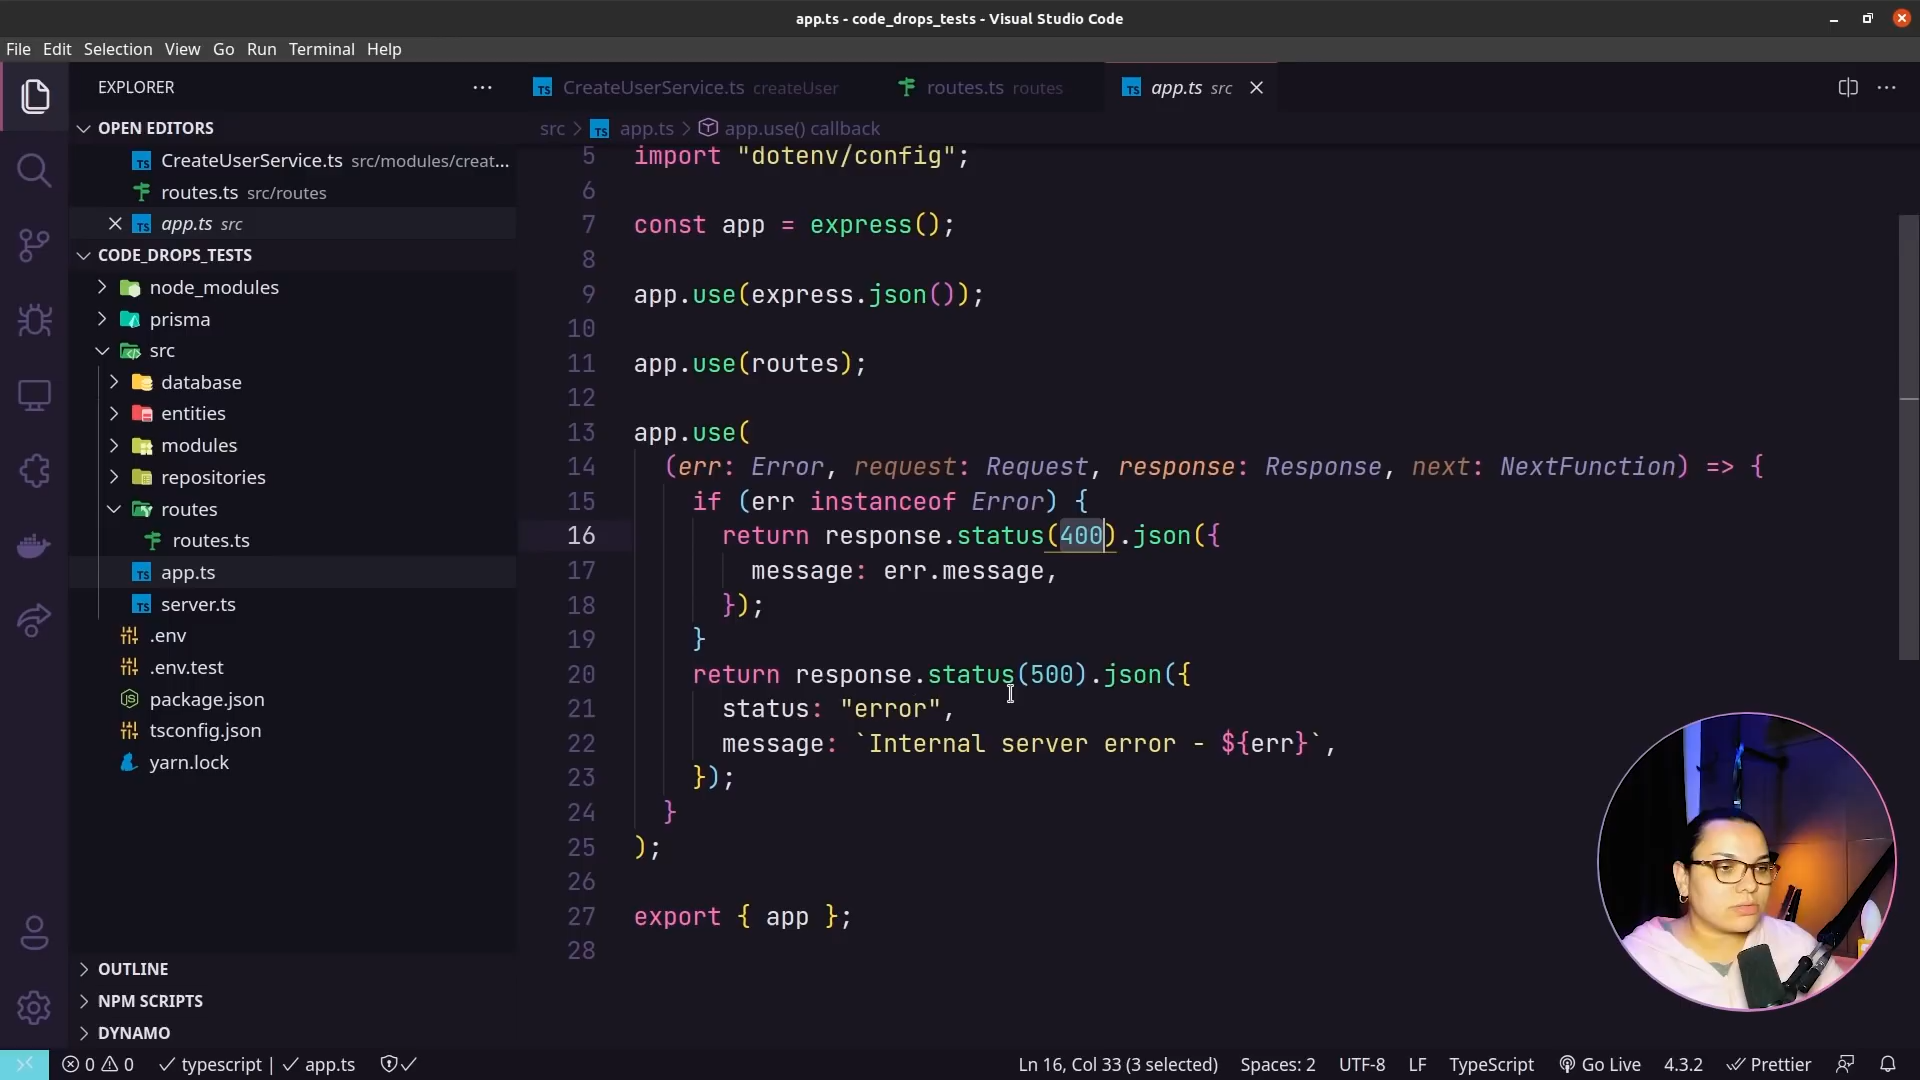 app.ts - code_drops_tests - Visual Studio Code
File Edit Selection View Go Run Terminal Help
EXPLORER
TS CreateUserService.ts createUser
routes.ts routes
TS app.ts src
OPEN EDITORS
TS CreateUserService.ts src/modules/creat...
routes.ts src/routes
TS app.ts src
CODE_DROPS_TESTS
node_modules
prisma
src
database
entities
modules
repositories
routes
routes.ts
TS app.ts
TS server.ts
.env
.env.test
package.json
tsconfig.json
yarn.lock
OUTLINE
NPM SCRIPTS
DYNAMO
src > TS app.ts > app.use() callback
5 import "dotenv/config";
6
7 const app = express();
8
9 app.use(express.json());
10
11 app.use(routes);
12
13 app.use(
14 (err: Error, request: Request, response: Response, next: NextFunction) => {
15 if (err instanceof Error) {
16 return response.status(400).json({
17 message: err.message,
18 });
19 }
20 return response.status(500).json({
21 status: "error",
22 message: `Internal server error - ${err}`,
23 });
24 }
25 );
26
27 export { app };
28
0 0 typescript | app.ts
Ln 16, Col 33 (3 selected) Spaces: 2 UTF-8 LF TypeScript Go Live 4.3.2 Prettier